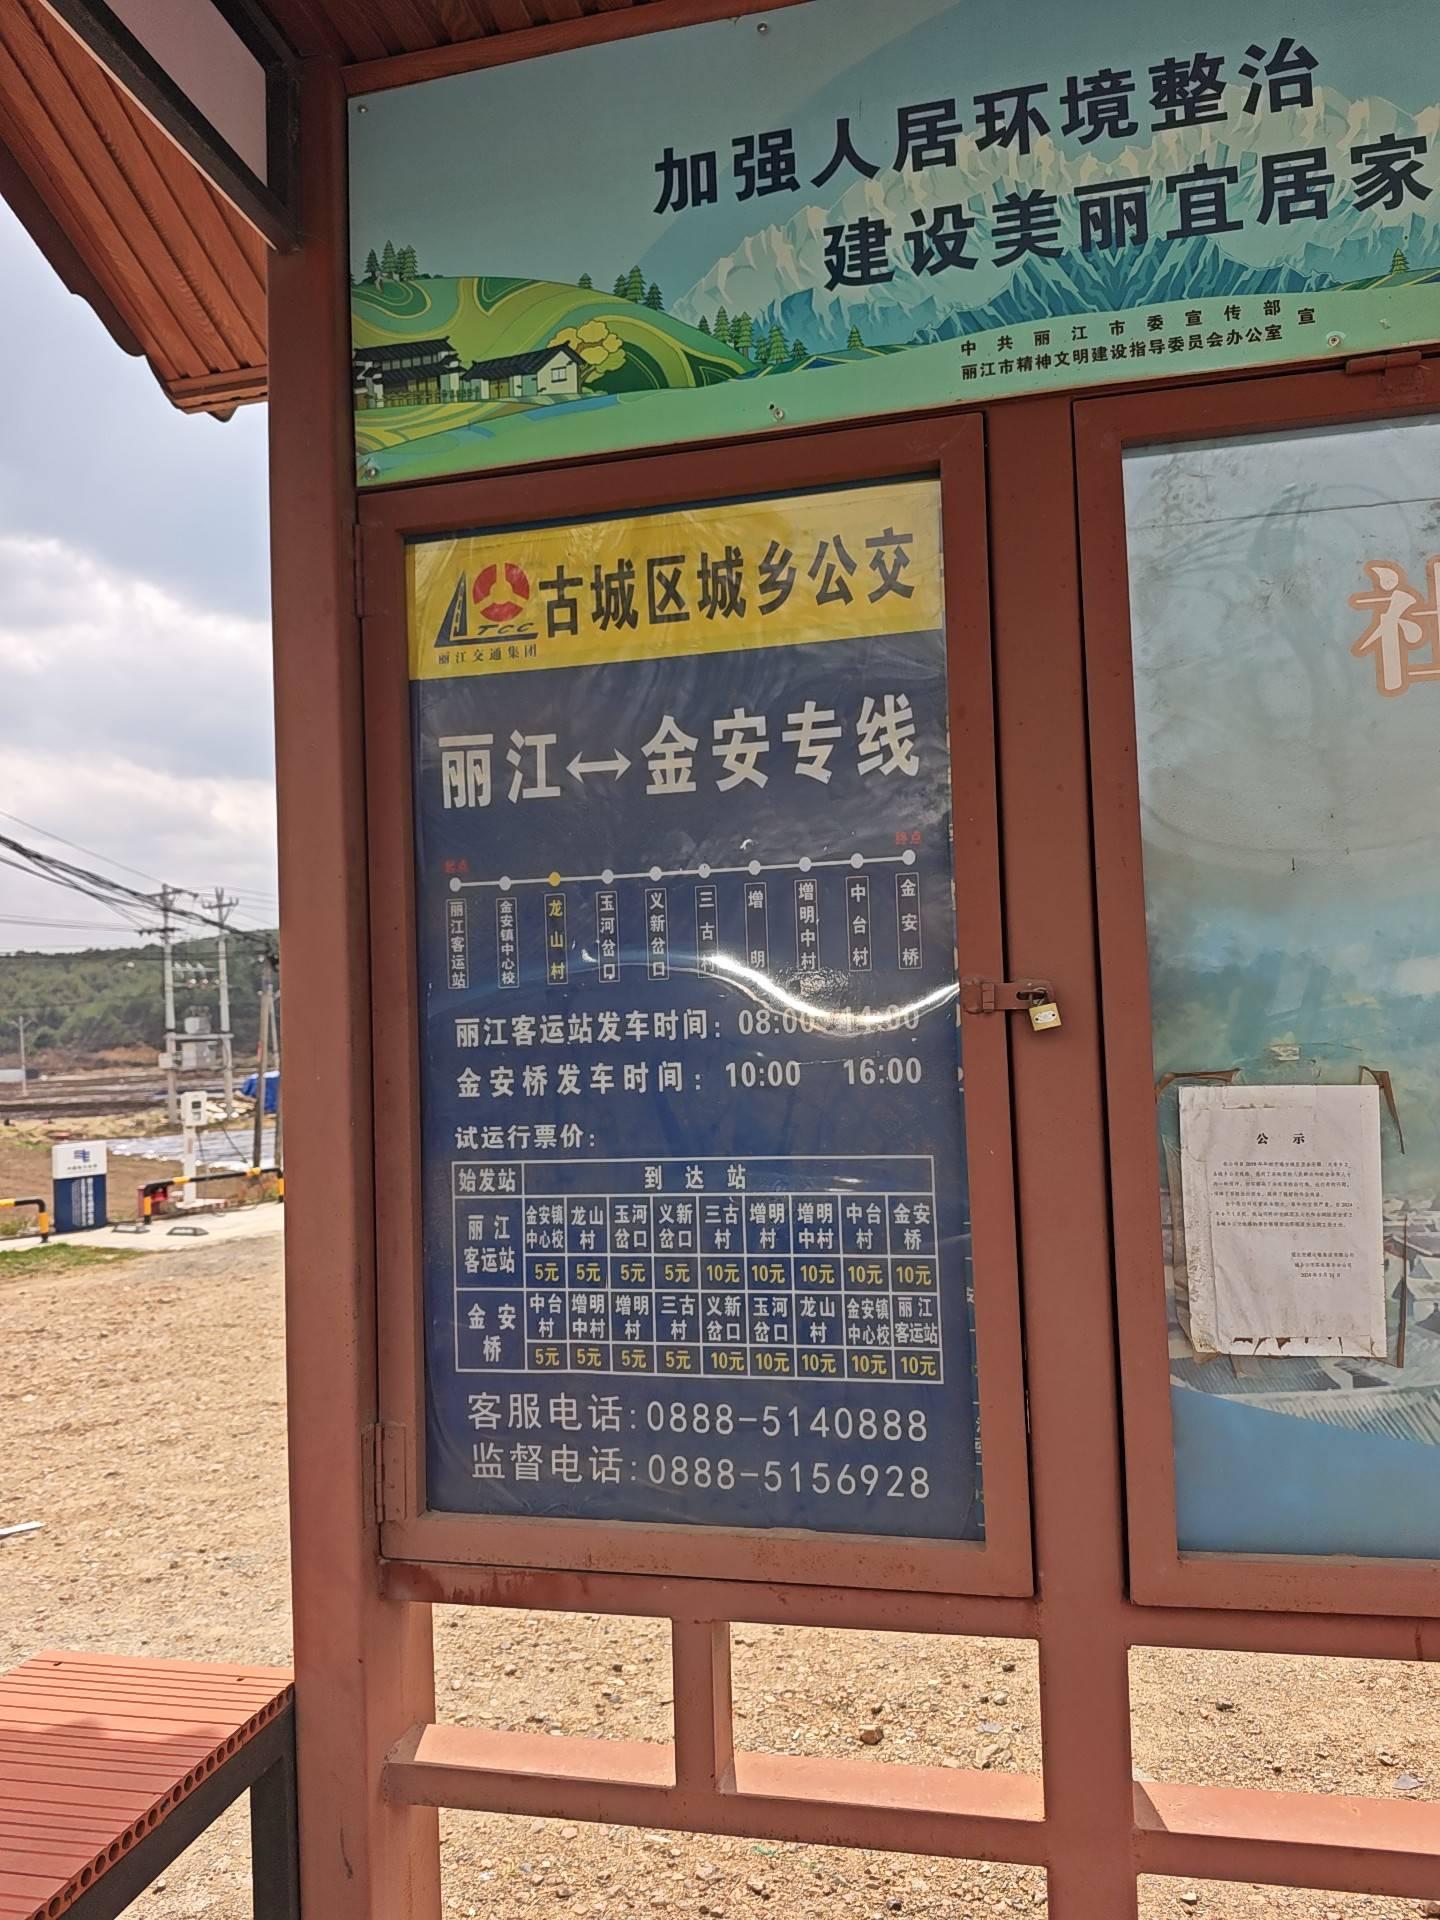 加强人居环境整治
建设美丽宜居家
中共丽江市委宣传部 宣
丽江市精神文明建设指导委员会办公室
TCC
丽江交通集团
古城区城乡公交
丽江↔金安专线
起点
终点
丽江客运站
金安镇中心校
龙山村
玉河岔口
义新岔口
三古村
增明
增明中村
中台村
金安桥
丽江客运站发车时间: 08:00 14:00
金安桥发车时间: 10:00 16:00
试运行票价:
始发站 到达站
丽江客运站 金安镇中心校 龙山村 玉河岔口 义新岔口 三古村 增明村 增明中村 中台村 金安桥
5元 5元 5元 5元 10元 10元 10元 10元 10元
金安桥 中台村 增明中村 增明村 三古村 义新岔口 玉河岔口 龙山村 金安镇中心校 丽江客运站
5元 5元 5元 5元 10元 10元 10元 10元 10元
客服电话:0888-5140888
监督电话:0888-5156928
社
公示